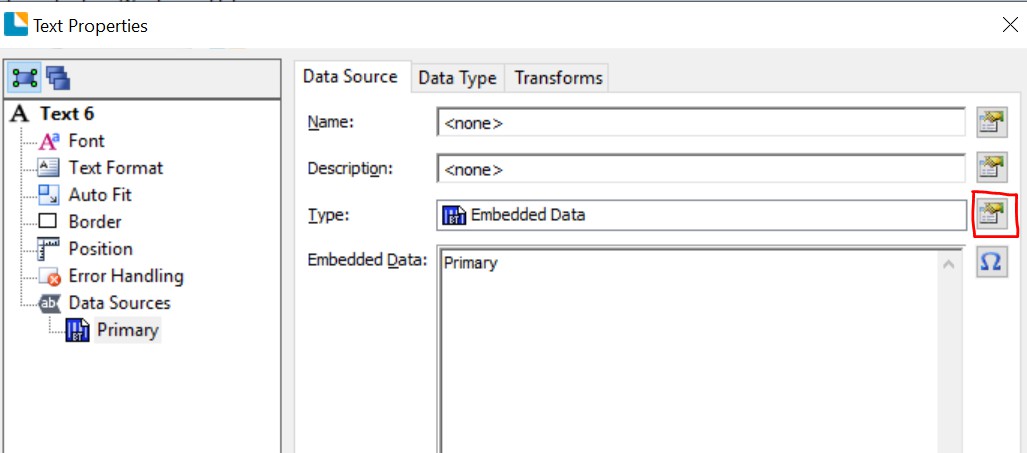 Text Properties
Data Source Data Type Transforms
A Text 6
Font
Text Format
Auto Fit
Border
Position
Error Handling
Data Sources
Primary
Name: <none>
Description: <none>
Type: Embedded Data
Embedded Data: Primary
Ω